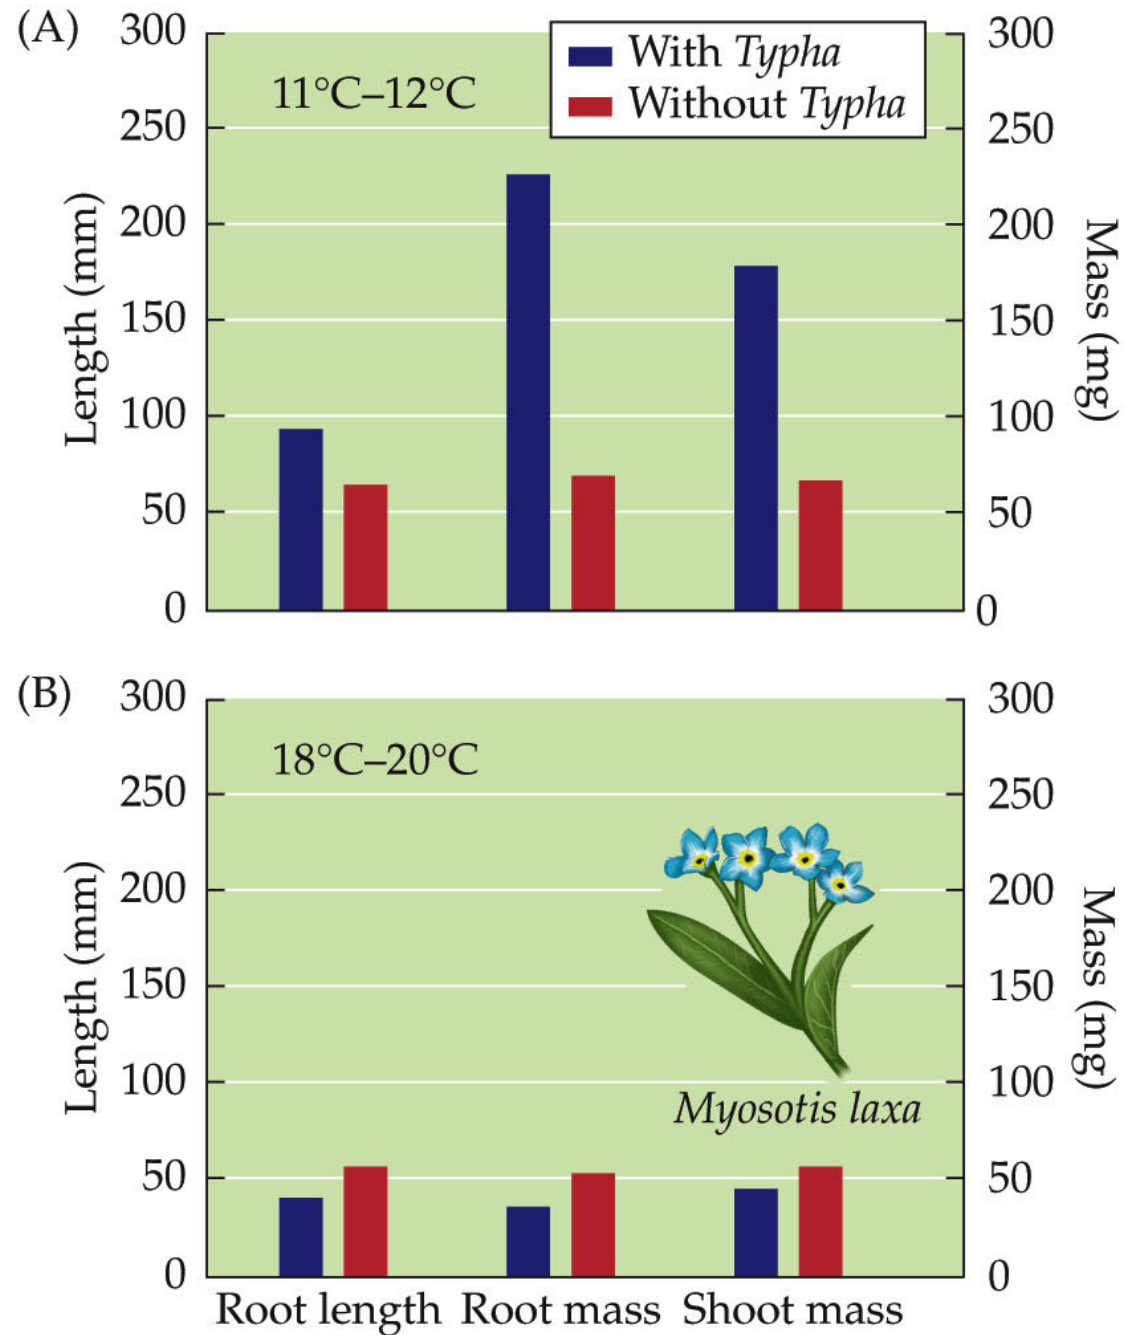 (A)
300
250
200
150
100
50
0
Length (mm)
11°C–12°C
With Typha
Without Typha
300
250
200
150
100
50
0
Mass (mg)
(B)
300
250
200
150
100
50
0
Length (mm)
18°C–20°C
Myosotis laxa
300
250
200
150
100
50
0
Mass (mg)
Root length Root mass Shoot mass